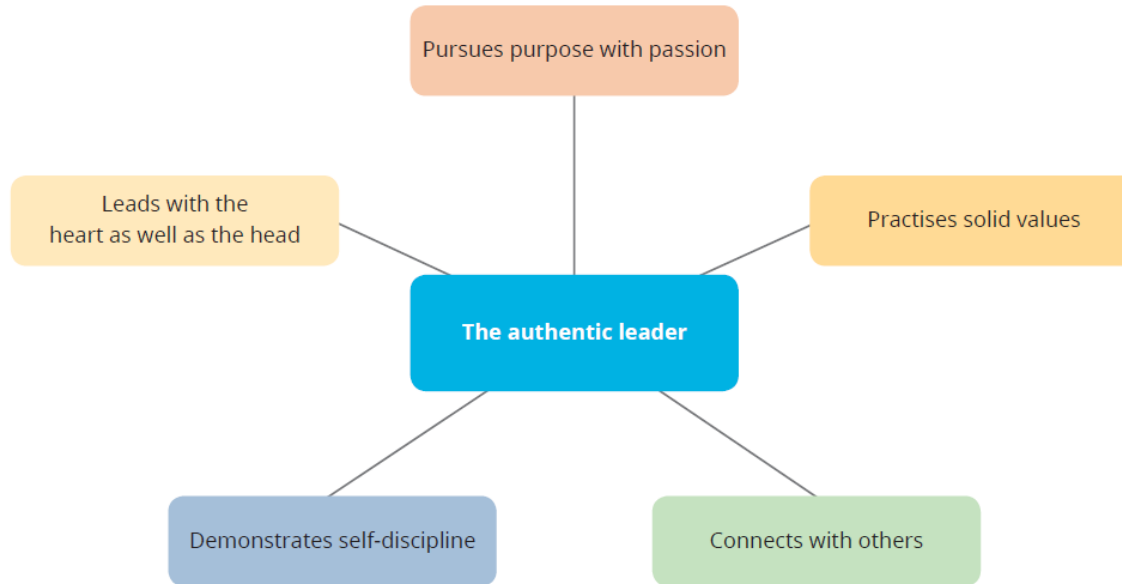 Pursues purpose with passion
Leads with the
heart as well as the head
Practises solid values
The authentic leader
Demonstrates self-discipline
Connects with others